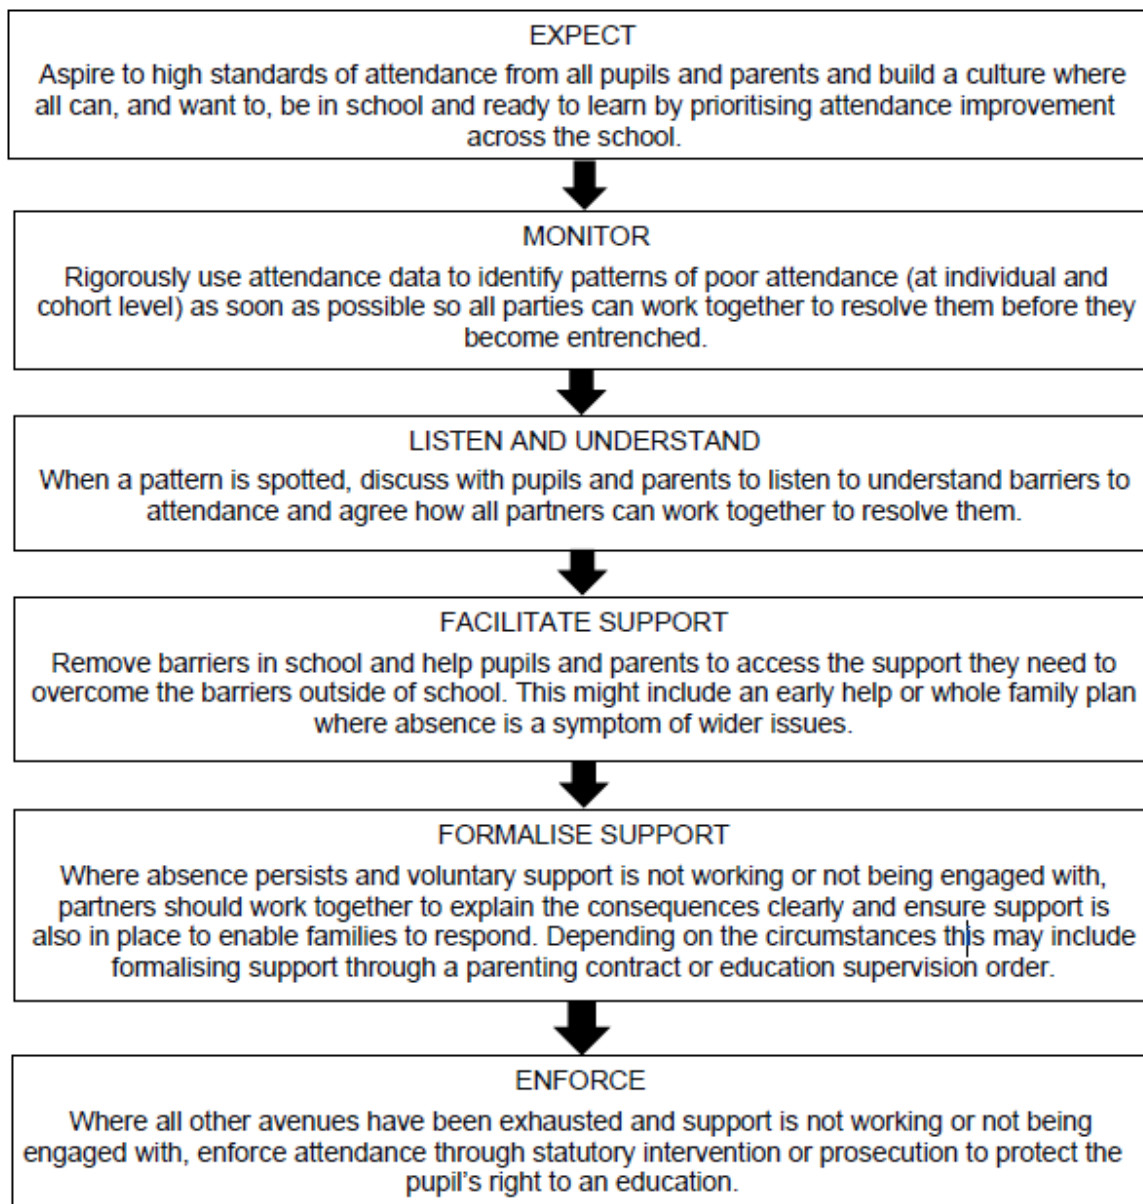 EXPECT
Aspire to high standards of attendance from all pupils and parents and build a culture where
all can, and want to, be in school and ready to learn by prioritising attendance improvement
across the school.
MONITOR
Rigorously use attendance data to identify patterns of poor attendance (at individual and
cohort level) as soon as possible so all parties can work together to resolve them before they
become entrenched.
LISTEN AND UNDERSTAND
When a pattern is spotted, discuss with pupils and parents to listen to understand barriers to
attendance and agree how all partners can work together to resolve them.
FACILITATE SUPPORT
Remove barriers in school and help pupils and parents to access the support they need to
overcome the barriers outside of school. This might include an early help or whole family plan
where absence is a symptom of wider issues.
FORMALISE SUPPORT
Where absence persists and voluntary support is not working or not being engaged with,
partners should work together to explain the consequences clearly and ensure support is
also in place to enable families to respond. Depending on the circumstances this may include
formalising support through a parenting contract or education supervision order.
ENFORCE
Where all other avenues have been exhausted and support is not working or not being
engaged with, enforce attendance through statutory intervention or prosecution to protect the
pupil's right to an education.